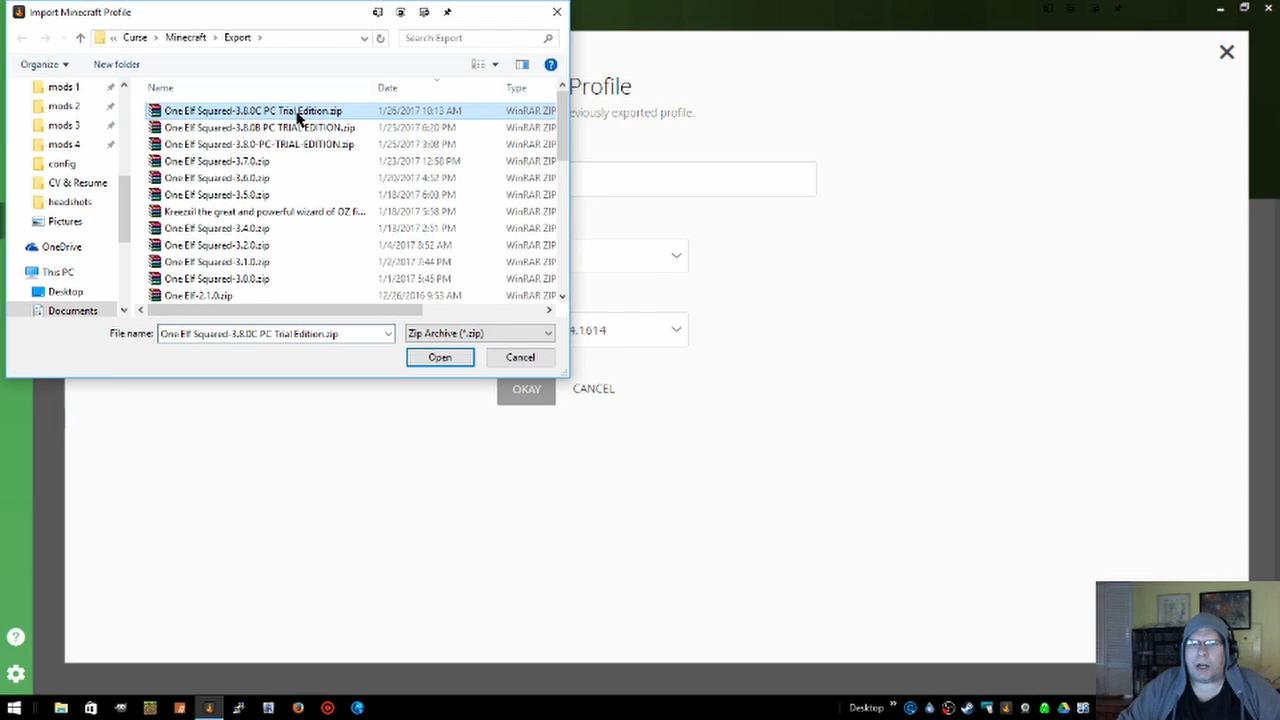 Import Minecraft Profile
« Curse > Minecraft > Export >
Search Export
Organize
New folder
Name
Date
Type
mods 1
mods 2
mods 3
mods 4
config
CV & Resume
headshots
Pictures
OneDrive
This PC
Desktop
Documents
One Elf Squared-3.8.0C PC Trial Edition.zip 1/26/2017 10:13 AM WinRAR ZIP
One Elf Squared-3.8.0B PC TRIAL EDITION.zip 1/25/2017 6:20 PM WinRAR ZIP
One Elf Squared-3.8.0-PC-TRIAL-EDITION.zip 1/25/2017 3:08 PM WinRAR ZIP
One Elf Squared-3.7.0.zip 1/23/2017 12:58 PM WinRAR ZIP
One Elf Squared-3.6.0.zip 1/20/2017 4:52 PM WinRAR ZIP
One Elf Squared-3.5.0.zip 1/18/2017 6:03 PM WinRAR ZIP
Kreezxil the great and powerful wizard of OZ fi... 1/18/2017 5:58 PM WinRAR ZIP
One Elf Squared-3.4.0.zip 1/13/2017 2:51 PM WinRAR ZIP
One Elf Squared-3.2.0.zip 1/4/2017 8:52 AM WinRAR ZIP
One Elf Squared-3.1.0.zip 1/2/2017 7:44 PM WinRAR ZIP
One Elf Squared-3.0.0.zip 1/1/2017 5:45 PM WinRAR ZIP
One Elf-2.1.0.zip 12/26/2016 9:53 AM WinRAR ZIP
File name: One Elf Squared-3.8.0C PC Trial Edition.zip
Zip Archive (*.zip)
Open
Cancel
Profile
eviously exported profile.
4.1614
OKAY
CANCEL
Desktop